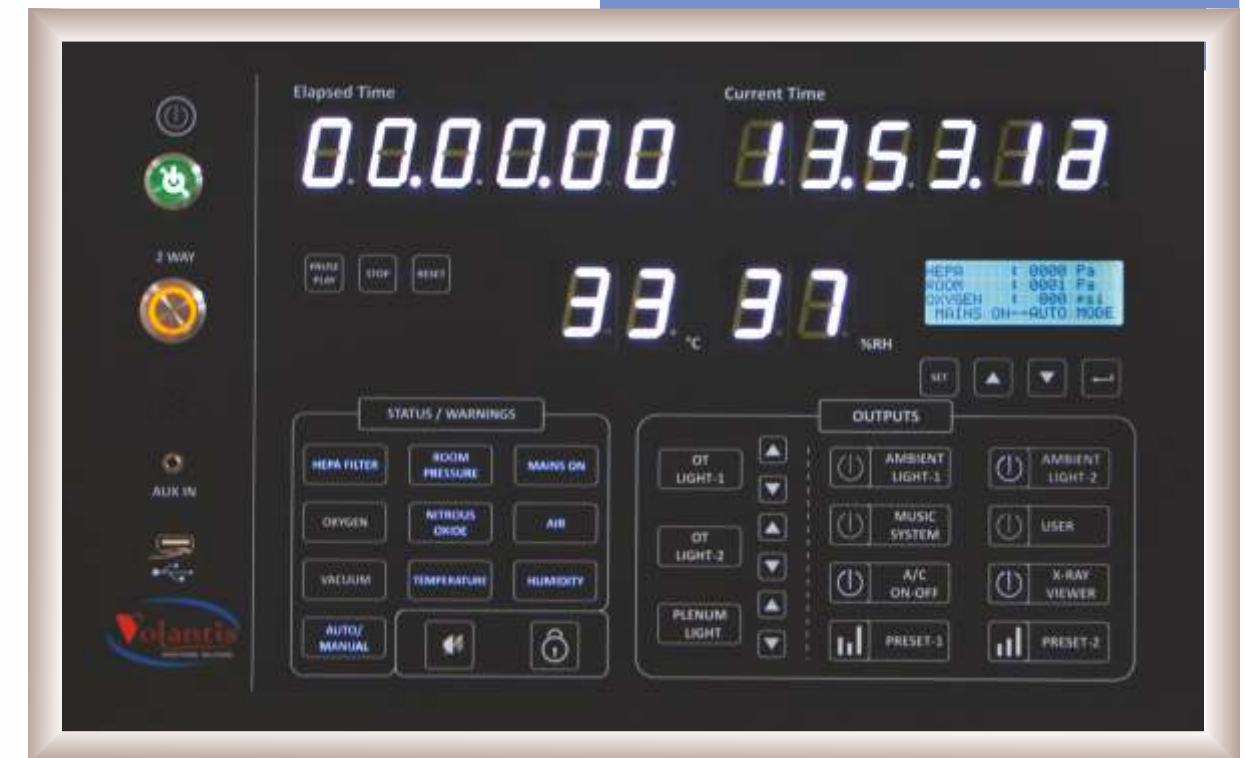 Elapsed Time
Current Time
00.0.0.00
13.53.1
2 WAY
PAUSE
PLAY
STOP
RESET
33 °C
37 %RH
HEPA : 0000 Pa
ROOM : 0001 Pa
OXYGEN : 000 psi
MAINS ON--AUTO MODE
SET
STATUS / WARNINGS
HEPA FILTER
ROOM
PRESSURE
MAINS ON
OXYGEN
NITROUS
OXIDE
AIR
VACUUM
TEMPERATURE
HUMIDITY
AUTO/
MANUAL
OUTPUTS
OT
LIGHT-1
OT
LIGHT-2
PLENUM
LIGHT
AMBIENT
LIGHT-1
AMBIENT
LIGHT-2
MUSIC
SYSTEM
USER
A/C
ON-OFF
X-RAY
VIEWER
PRESET-1
PRESET-2
AUX IN
Volantis